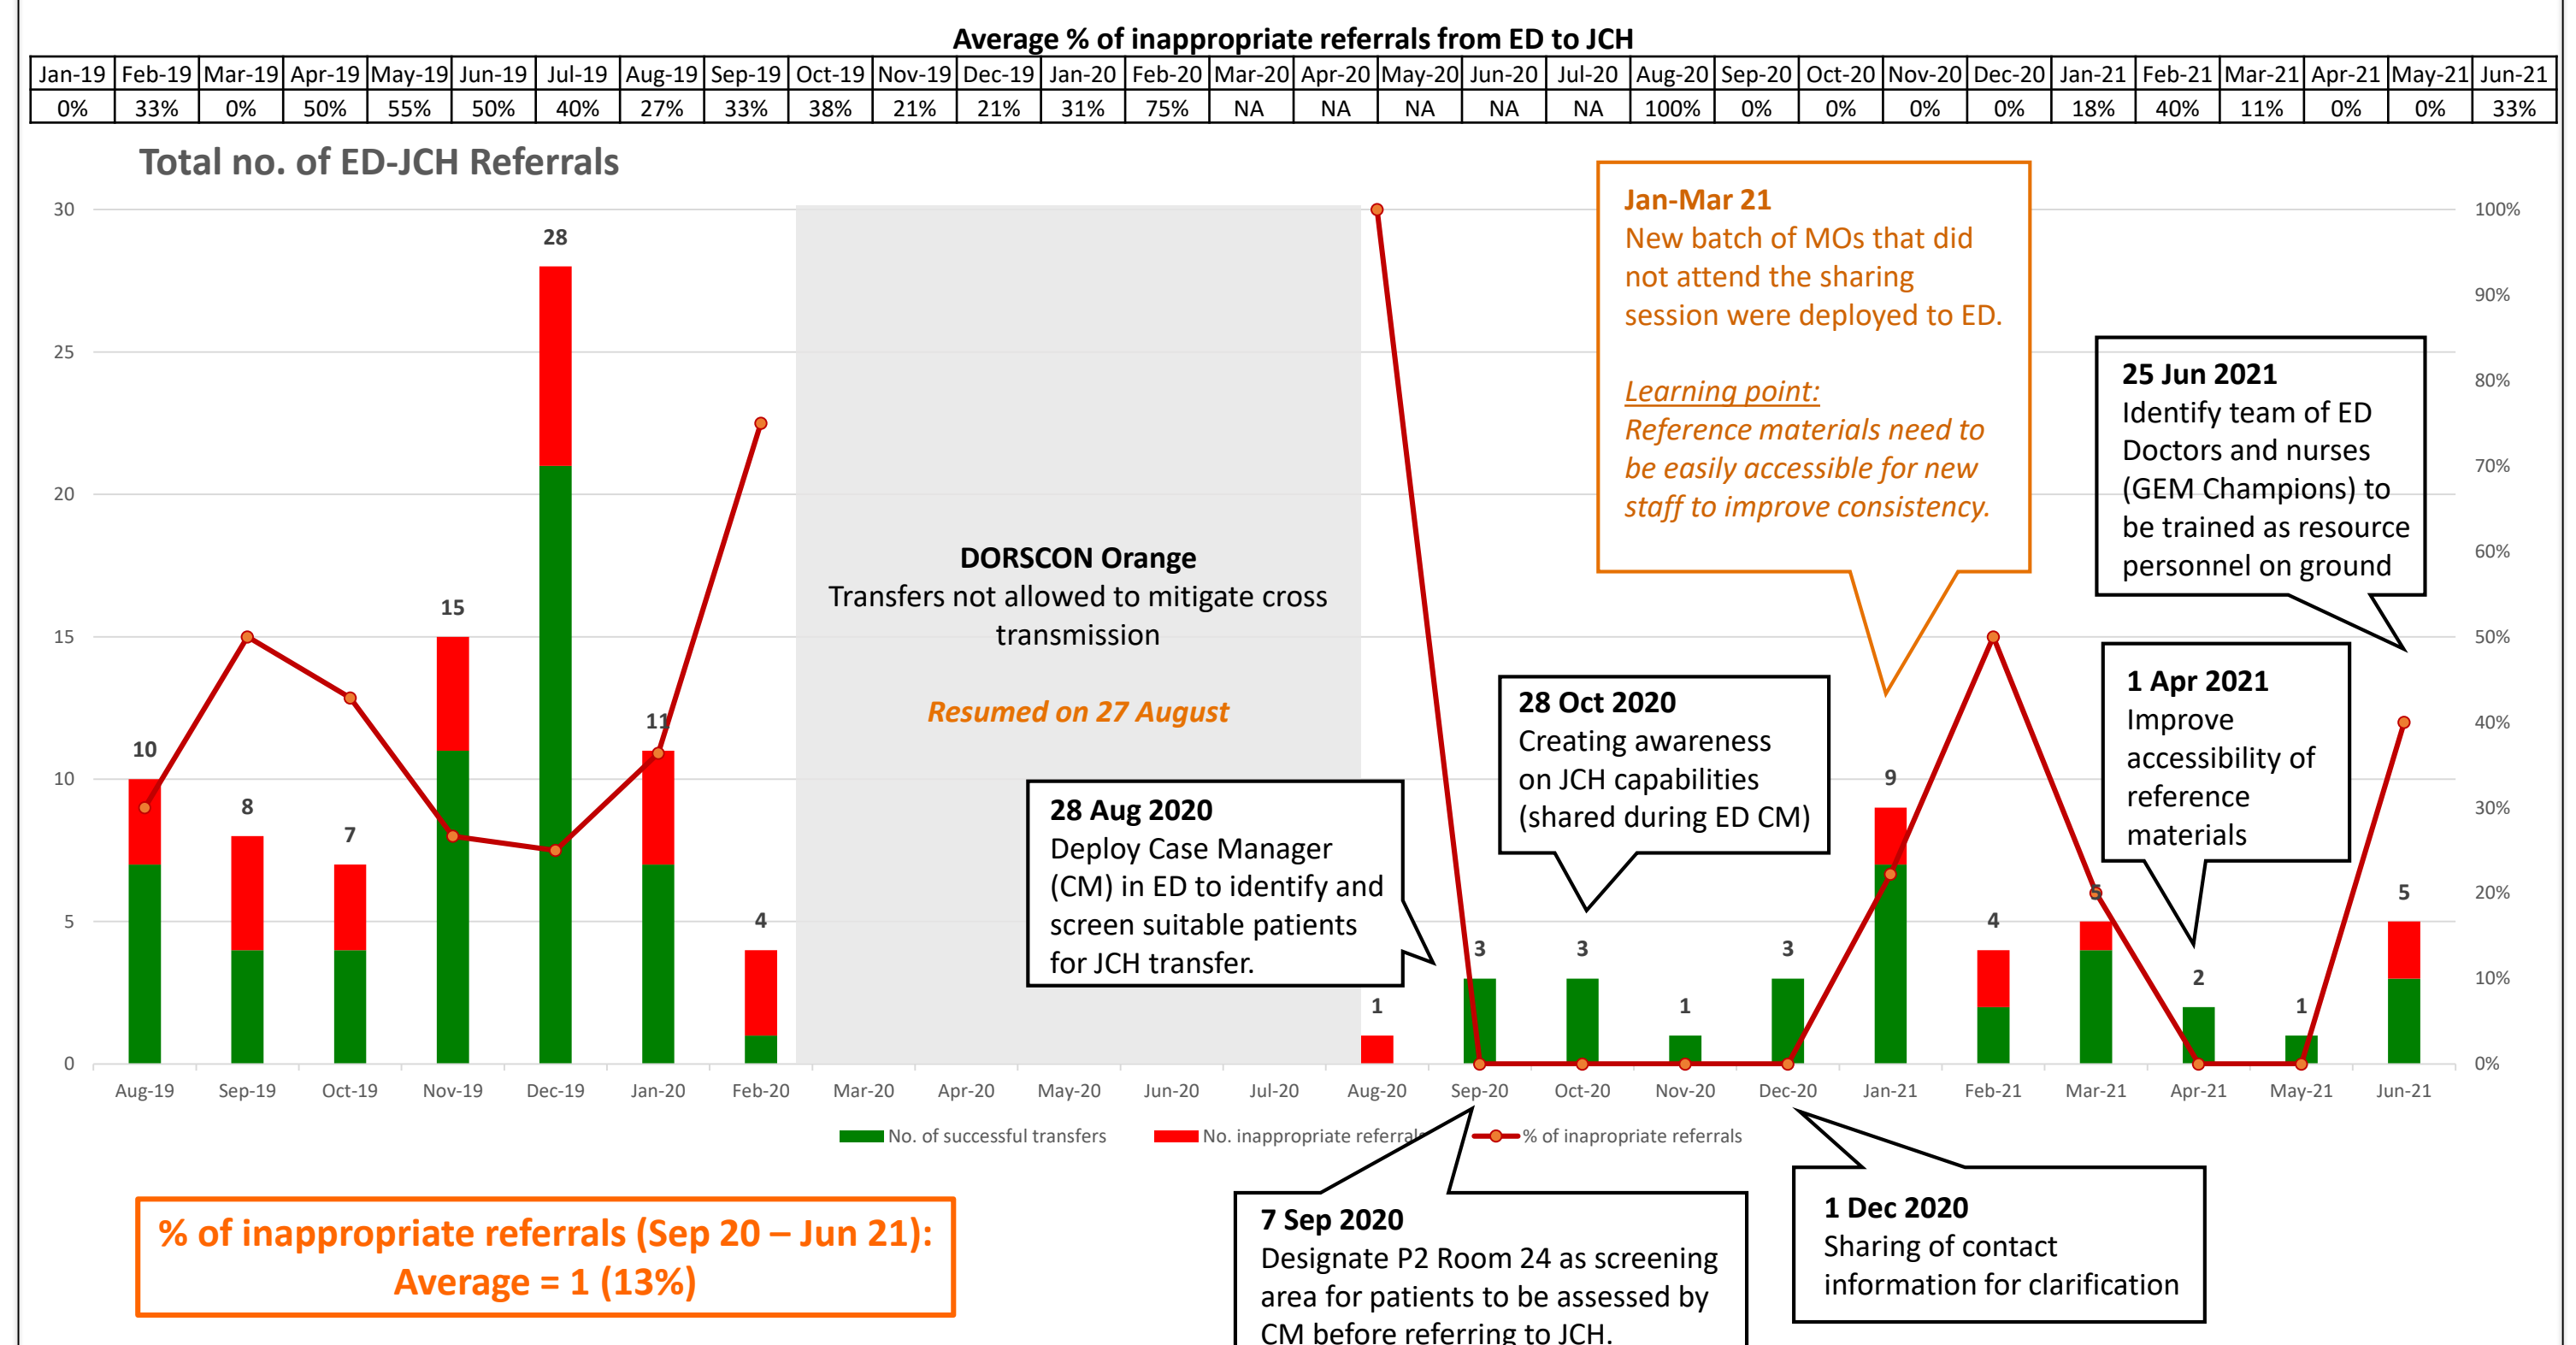 Average % of inappropriate referrals from ED to JCH
Jan-19 Feb-19 Mar-19 Apr-19 May-19 Jun-19 Jul-19 Aug-19 Sep-19 Oct-19 Nov-19 Dec-19 Jan-20 Feb-20 Mar-20 Apr-20 May-20 Jun-20 Jul-20 Aug-20 Sep-20 Oct-20 Nov-20 Dec-20 Jan-21 Feb-21 Mar-21 Apr-21 May-21 Jun-21
0% 33% 0% 50% 55% 50% 40% 27% 33% 38% 21% 21% 31% 75% NA NA NA NA NA 100% 0% 0% 0% 0% 18% 40% 11% 0% 0% 33%
Total no. of ED-JCH Referrals
30
25
20
15
10
5
0
100%
90%
80%
70%
60%
50%
40%
30%
20%
10%
0%
10
8
7
15
28
11
4
1
3
3
1
3
9
4
5
2
1
5
DORSCON Orange
Transfers not allowed to mitigate cross
transmission
Resumed on 27 August
28 Aug 2020
Deploy Case Manager
(CM) in ED to identify and
screen suitable patients
for JCH transfer.
28 Oct 2020
Creating awareness
on JCH capabilities
(shared during ED CM)
Jan-Mar 21
New batch of MOs that did
not attend the sharing
session were deployed to ED.
Learning point:
Reference materials need to
be easily accessible for new
staff to improve consistency.
25 Jun 2021
Identify team of ED
Doctors and nurses
(GEM Champions) to
be trained as resource
personnel on ground
1 Apr 2021
Improve
accessibility of
reference
materials
Aug-19 Sep-19 Oct-19 Nov-19 Dec-19 Jan-20 Feb-20 Mar-20 Apr-20 May-20 Jun-20 Jul-20 Aug-20 Sep-20 Oct-20 Nov-20 Dec-20 Jan-21 Feb-21 Mar-21 Apr-21 May-21 Jun-21
No. of successful transfers
No. inappropriate referrals
% of inapropriate referrals
% of inappropriate referrals (Sep 20 – Jun 21):
Average = 1 (13%)
7 Sep 2020
Designate P2 Room 24 as screening
area for patients to be assessed by
CM before referring to JCH.
1 Dec 2020
Sharing of contact
information for clarification